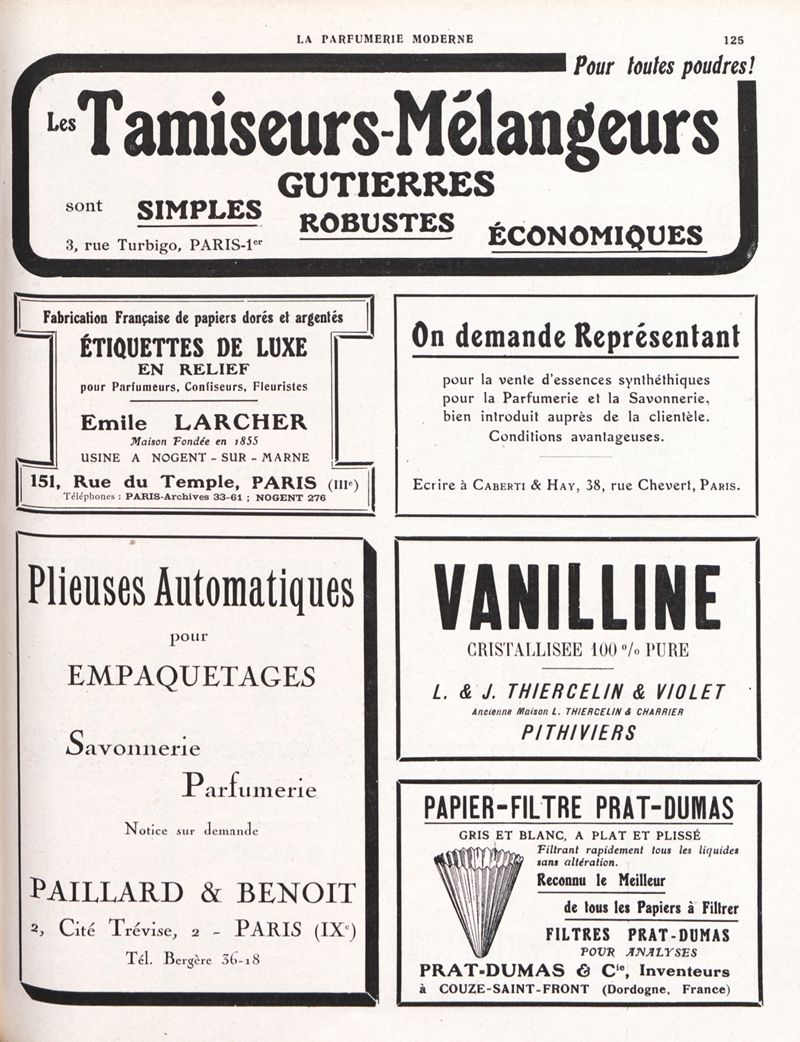 LA PARFUMERIE MODERNE 125
Pour toutes poudres!
Les Tamiseurs-Mélangeurs
GUTIERRES
sont SIMPLES ROBUSTES ÉCONOMIQUES
3, rue Turbigo, PARIS-1er
Fabrication Française de papiers dorés et argentés
ÉTIQUETTES DE LUXE
EN RELIEF
pour Parfumeurs, Confiseurs, Fleuristes
Emile LARCHER
Maison Fondée en 1855
USINE A NOGENT-SUR-MARNE
151, Rue du Temple, PARIS (IIIe)
Téléphones : PARIS-Archives 33-61 ; NOGENT 276
On demande Représentant
pour la vente d'essences synthéthiques
pour la Parfumerie et la Savonnerie,
bien introduit auprès de la clientèle.
Conditions avantageuses.
Ecrire à CABERTI & HAY, 38, rue Chevert, PARIS.
Plieuses Automatiques
pour
EMPAQUETAGES
Savonnerie
Parfumerie
Notice sur demande
PAILLARD & BENOIT
2, Cité Trévise, 2 - PARIS (IXe)
Tél. Bergère 36-18
VANILLINE
CRISTALLISEE 100 % PURE
L. & J. THIERCELIN & VIOLET
Ancienne Maison L. THIERCELIN & CHARRIER
PITHIVIERS
PAPIER-FILTRE PRAT-DUMAS
GRIS ET BLANC, A PLAT ET PLISSÉ
Filtrant rapidement tous les liquides
sans altération.
Reconnu le Meilleur
de tous les Papiers à Filtrer
FILTRES PRAT-DUMAS
POUR ANALYSES
PRAT-DUMAS & Cie, Inventeurs
à COUZE-SAINT-FRONT (Dordogne, France)